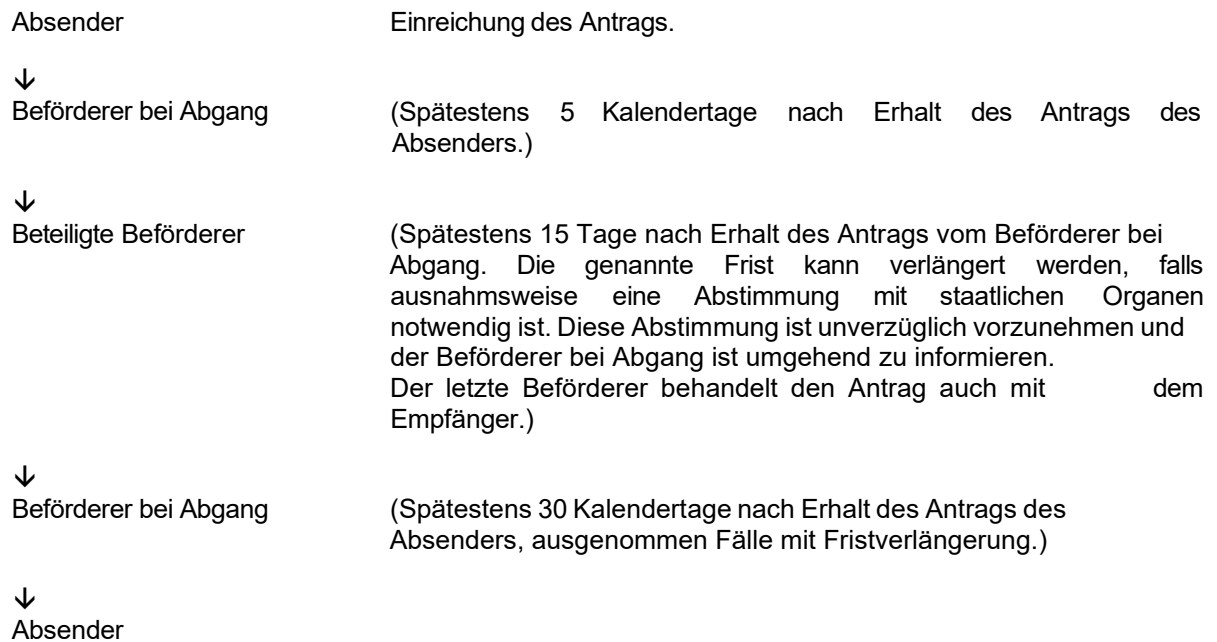 Absender Einreichung des Antrags.
↓
Beförderer bei Abgang (Spätestens 5 Kalendertage nach Erhalt des Antrags des
Absenders.)
↓
Beteiligte Beförderer (Spätestens 15 Tage nach Erhalt des Antrags vom Beförderer bei
Abgang. Die genannte Frist kann verlängert werden, falls
ausnahmsweise eine Abstimmung mit staatlichen Organen
notwendig ist. Diese Abstimmung ist unverzüglich vorzunehmen und
der Beförderer bei Abgang ist umgehend zu informieren.
Der letzte Beförderer behandelt den Antrag auch mit dem
Empfänger.)
↓
Beförderer bei Abgang (Spätestens 30 Kalendertage nach Erhalt des Antrags des
Absenders, ausgenommen Fälle mit Fristverlängerung.)
↓
Absender